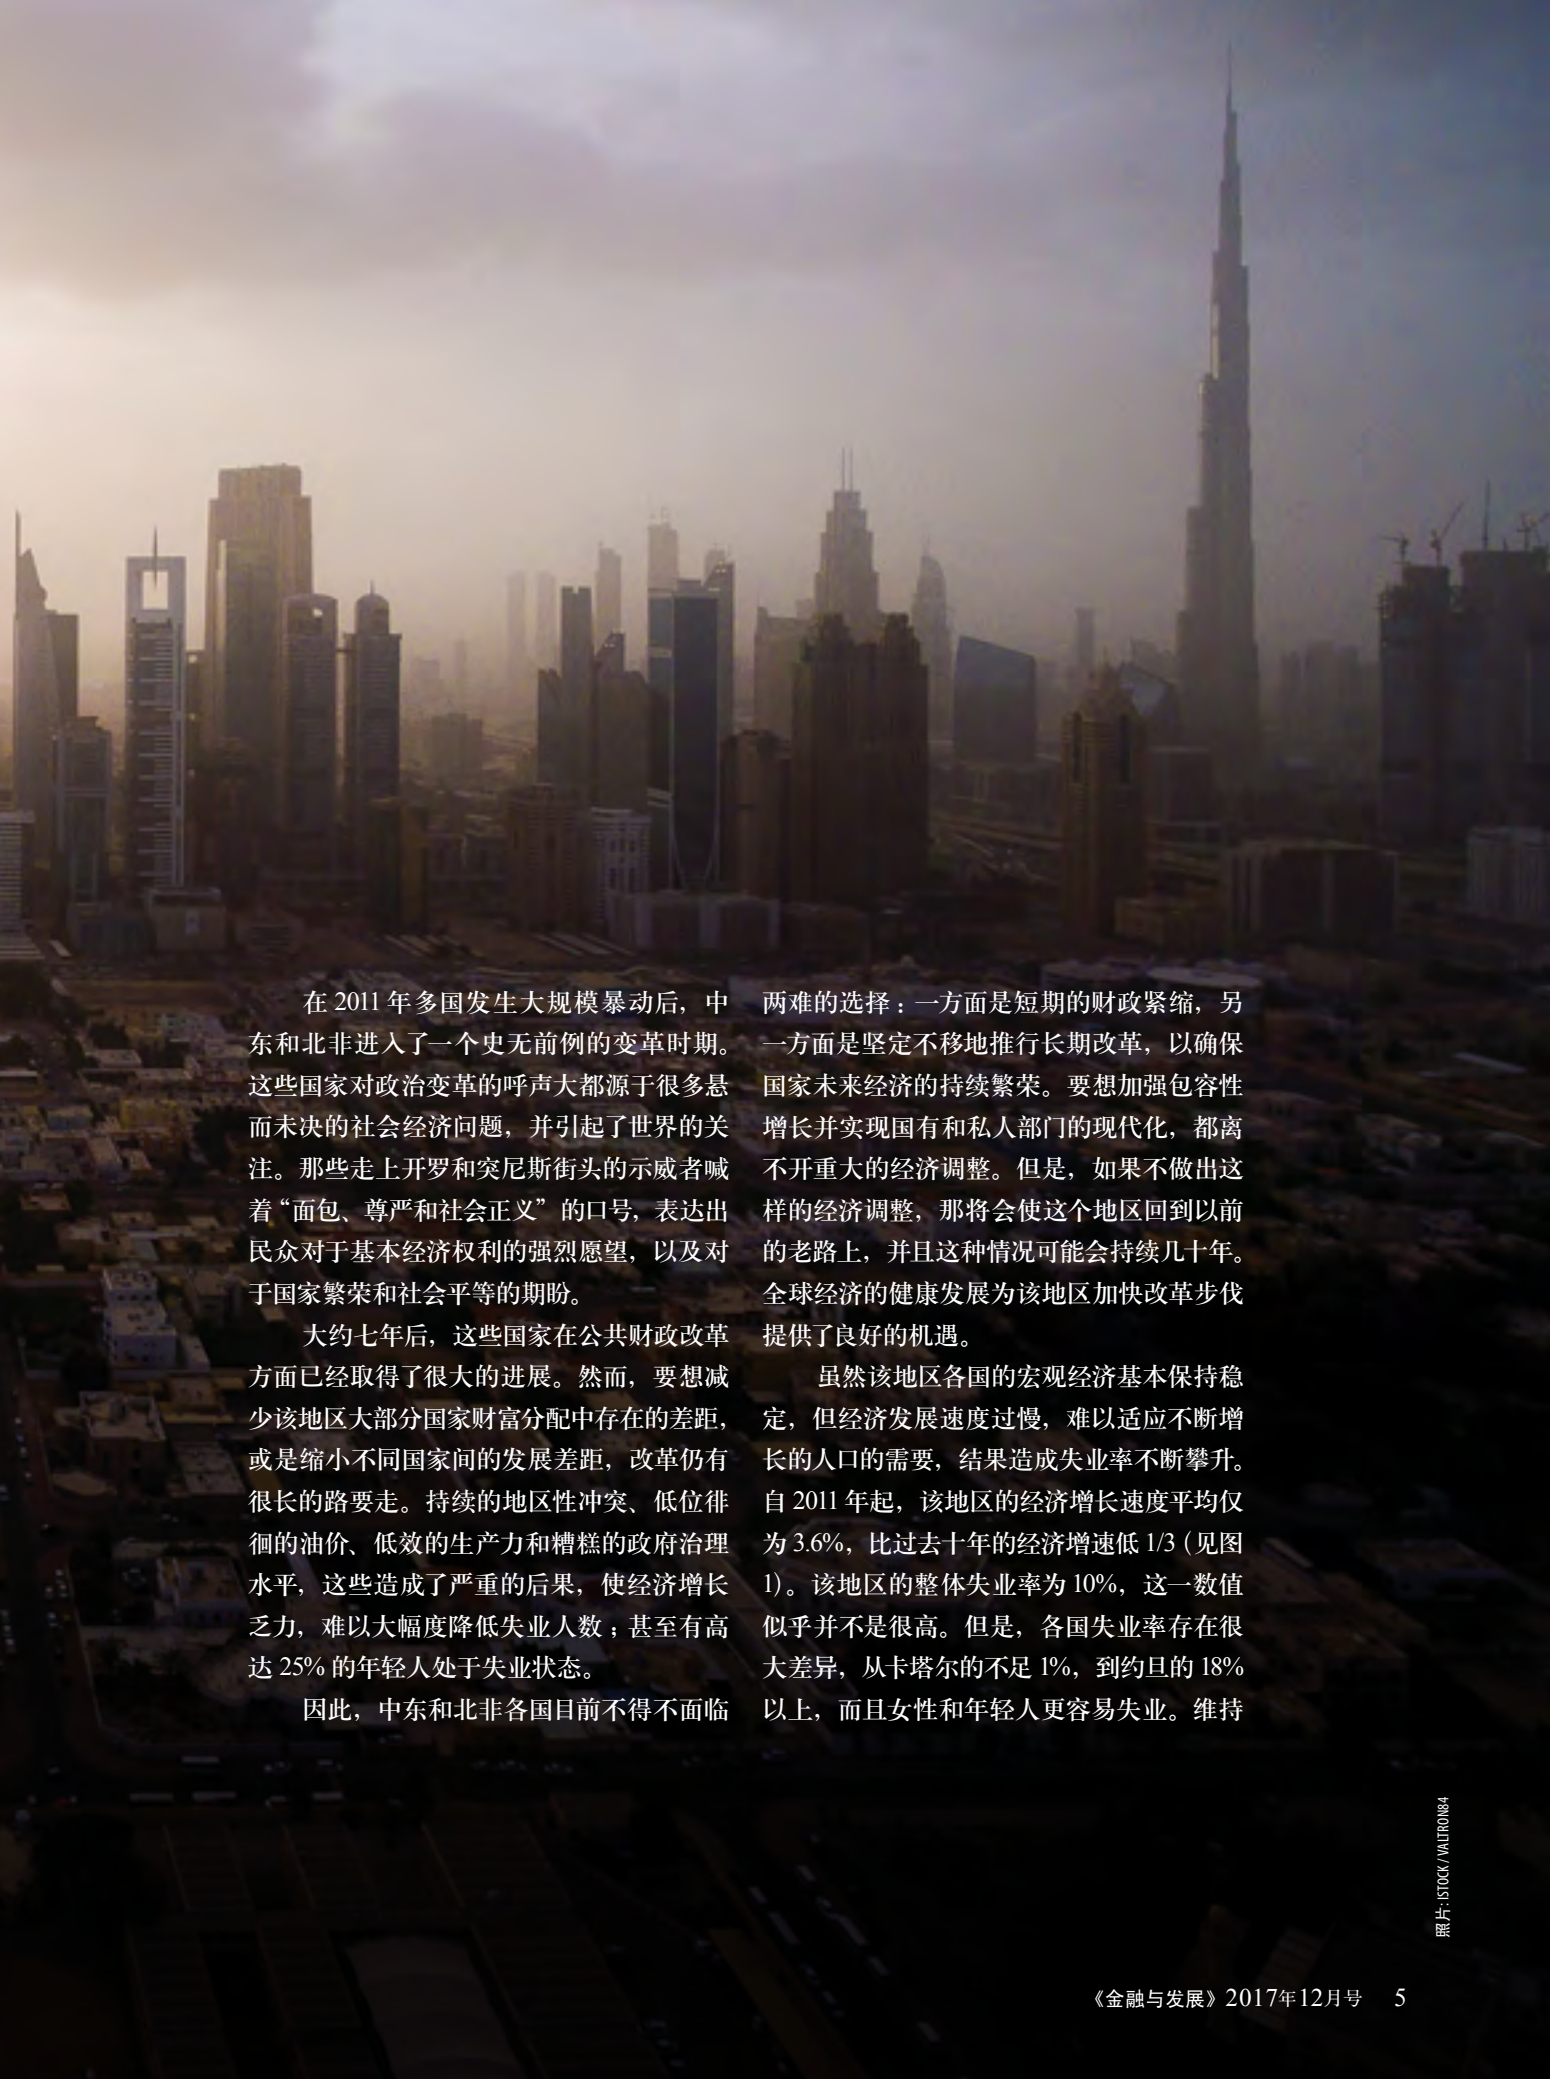 在 2011 年多国发生大规模暴动后，中
东和北非进入了一个史无前例的变革时期。
这些国家对政治变革的呼声大都源于很多悬
而未决的社会经济问题，并引起了世界的关
注。那些走上开罗和突尼斯街头的示威者喊
着“面包、尊严和社会正义”的口号，表达出
民众对于基本经济权利的强烈愿望，以及对
于国家繁荣和社会平等的期盼。
大约七年后，这些国家在公共财政改革
方面已经取得了很大的进展。然而，要想减
少该地区大部分国家财富分配中存在的差距，
或是缩小不同国家间的发展差距，改革仍有
很长的路要走。持续的地区性冲突、低位徘
徊的油价、低效的生产力和糟糕的政府治理
水平，这些造成了严重的后果，使经济增长
乏力，难以大幅度降低失业人数；甚至有高
达 25% 的年轻人处于失业状态。
因此，中东和北非各国目前不得不面临
两难的选择：一方面是短期的财政紧缩，另
一方面是坚定不移地推行长期改革，以确保
国家未来经济的持续繁荣。要想加强包容性
增长并实现国有和私人部门的现代化，都离
不开重大的经济调整。但是，如果不做出这
样的经济调整，那将会使这个地区回到以前
的老路上，并且这种情况可能会持续几十年。
全球经济的健康发展为该地区加快改革步伐
提供了良好的机遇。
虽然该地区各国的宏观经济基本保持稳
定，但经济发展速度过慢，难以适应不断增
长的人口的需要，结果造成失业率不断攀升。
自 2011 年起，该地区的经济增长速度平均仅
为 3.6%，比过去十年的经济增速低 1/3（见图
1）。该地区的整体失业率为 10%，这一数值
似乎并不是很高。但是，各国失业率存在很
大差异，从卡塔尔的不足 1%，到约旦的 18%
以上，而且女性和年轻人更容易失业。维持
照片: ISTOCK / VALTRON84
《金融与发展》2017年12月号 5